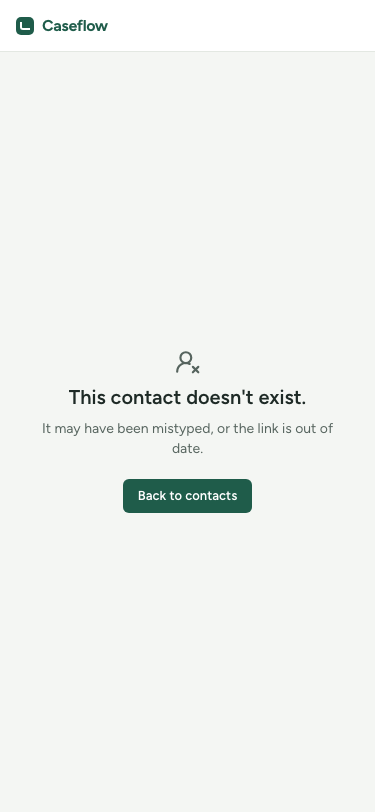 Caseflow
This contact doesn't exist.
It may have been mistyped, or the link is out of
date.
Back to contacts